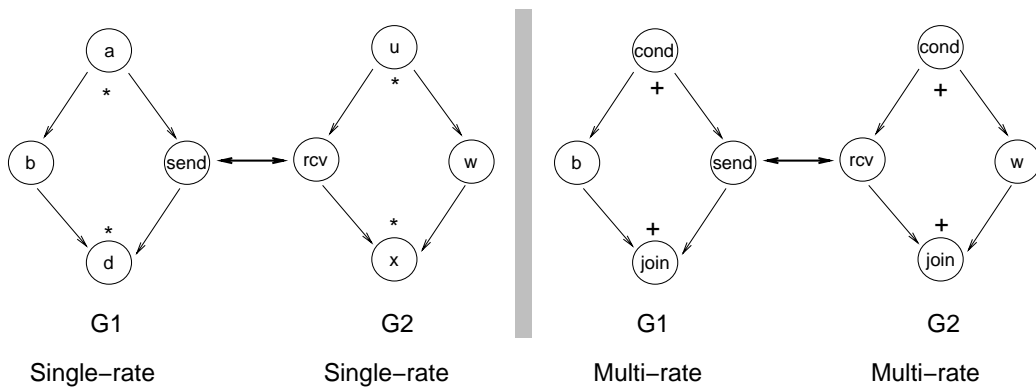 a u cond cond
* * + +
b send rcv w b send rcv w
* * + +
d x join join
G1 G2 G1 G2
Single−rate Single−rate Multi−rate Multi−rate